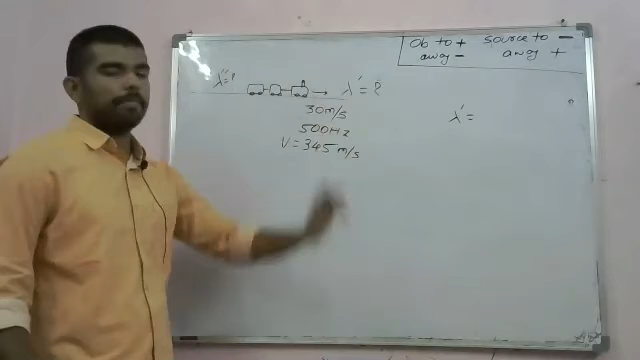 ob to + source to -
away - away +
λ''=? λ' = ?
30m/s
500Hz
V = 345 m/s
λ' =